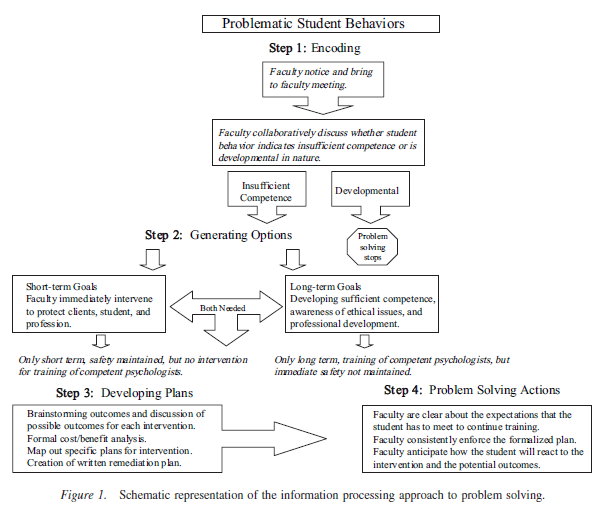 Problematic Student Behaviors
Step 1: Encoding
Faculty notice and bring
to faculty meeting.
Faculty collaboratively discuss whether student
behavior indicates insufficient competence or is
developmental in nature.
Insufficient
Competence
Developmental
Step 2: Generating Options
Problem
solving
stops
Short-term Goals
Faculty immediately intervene
to protect clients, student, and
profession.
Both Needed
Long-term Goals
Developing sufficient competence,
awareness of ethical issues, and
professional development.
Only short term, safety maintained, but no intervention
for training of competent psychologists.
Only long term, training of competent psychologists, but
immediate safety not maintained.
Step 3: Developing Plans
Brainstorming outcomes and discussion of
possible outcomes for each intervention.
Formal cost/benefit analysis.
Map out specific plans for intervention.
Creation of written remediation plan.
Step 4: Problem Solving Actions
Faculty are clear about the expectations that the
student has to meet to continue training.
Faculty consistently enforce the formalized plan.
Faculty anticipate how the student will react to the
intervention and the potential outcomes.
Figure 1. Schematic representation of the information processing approach to problem solving.